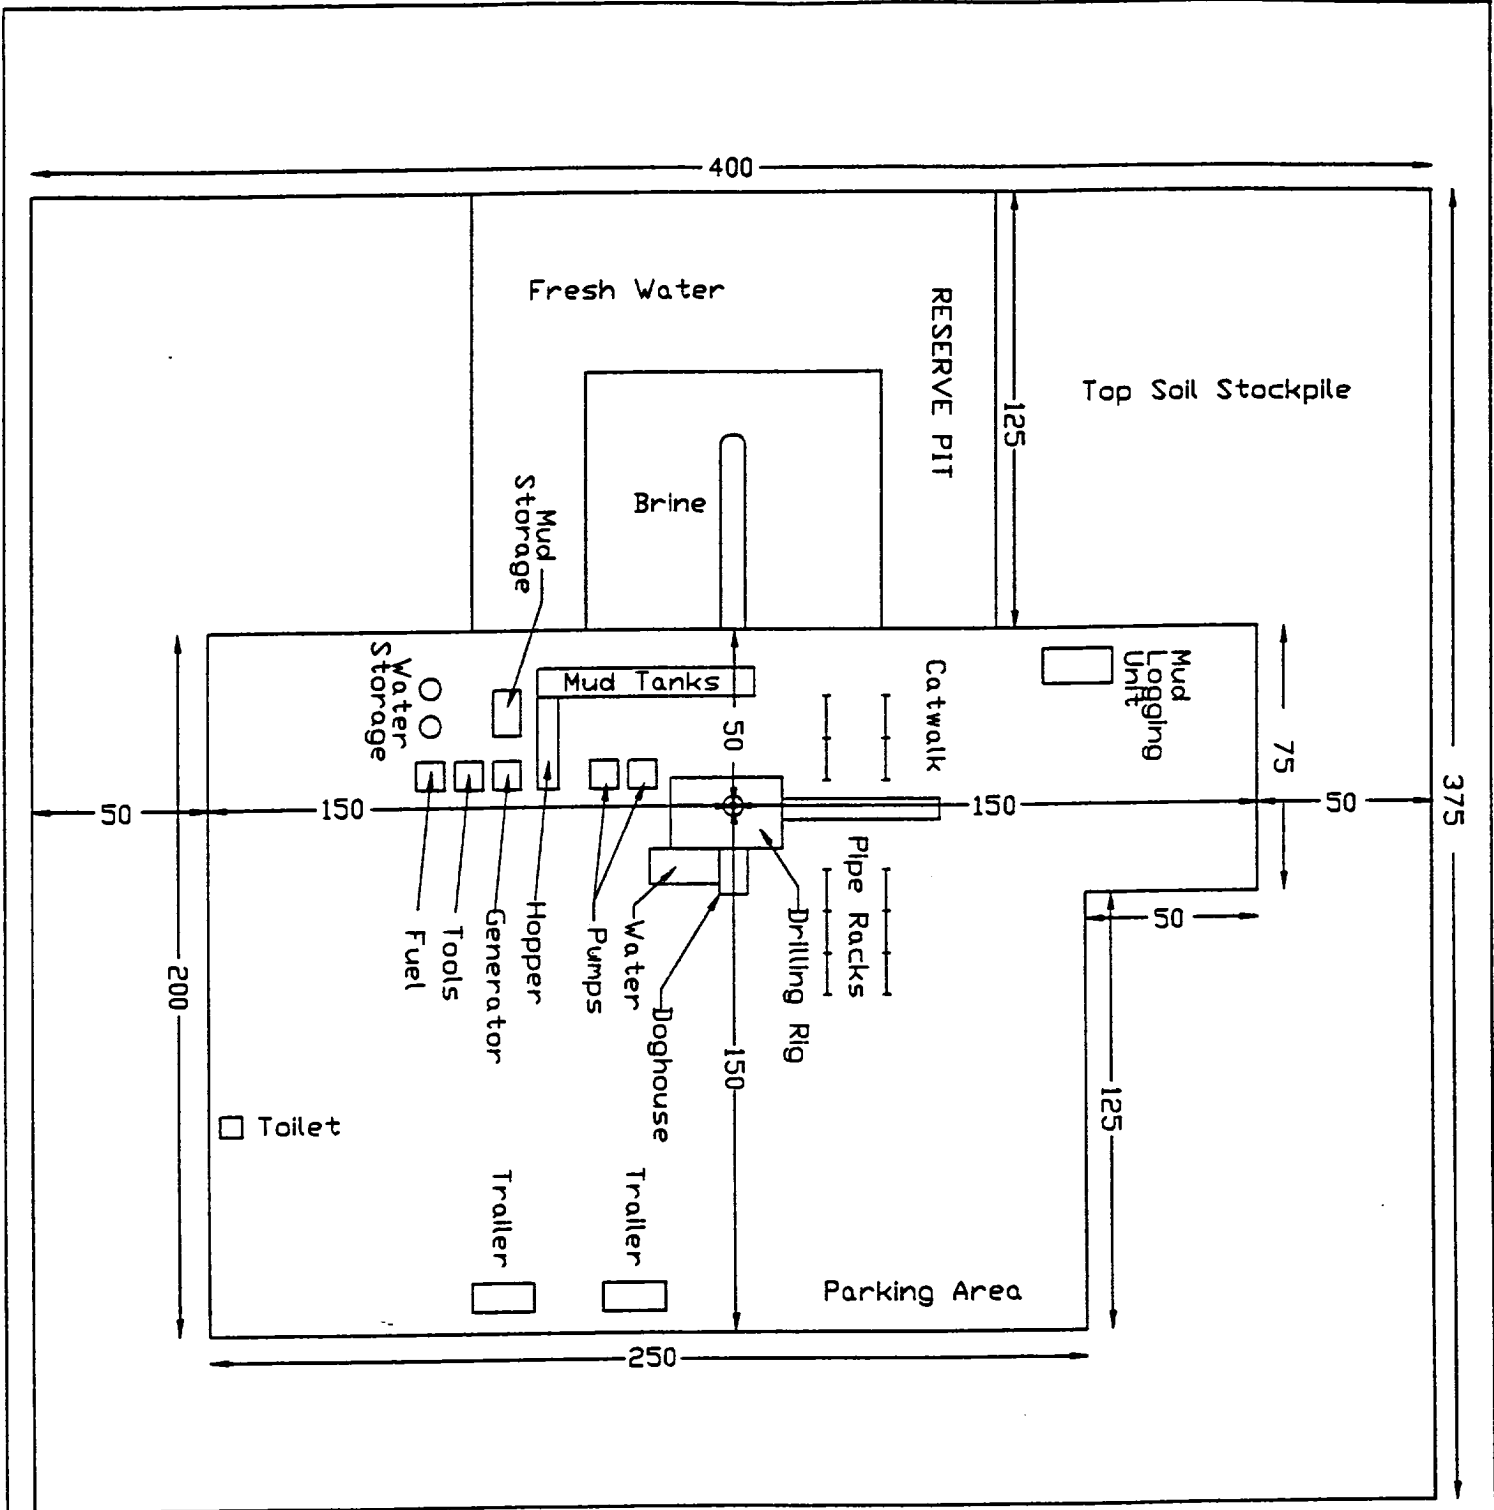 400
Fresh Water
RESERVE PIT
125
Top Soil Stockpile
Brine
Mud
Storage
Water
Storage
Mud Tanks
Catwalk
Mud
Logging
Unit
50
75
375
50
150
150
50
50
Pipe Racks
Drilling Rig
Fuel
Tools
Generator
Hopper
Pumps
Water
Doghouse
200
150
125
Toilet
Trailer
Trailer
Parking Area
250